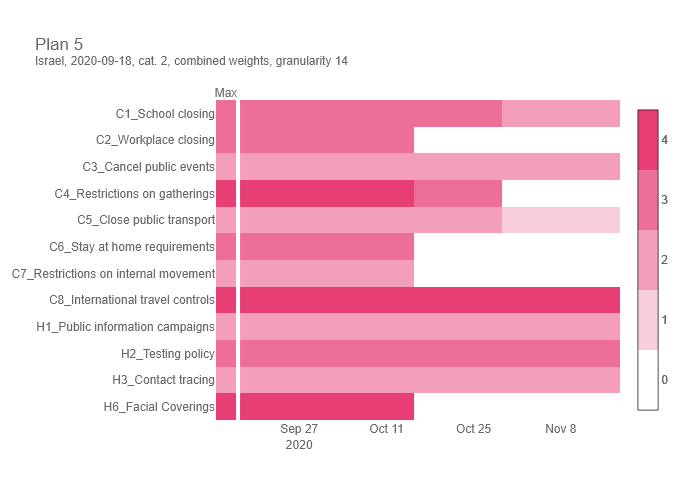 Plan 5
Israel, 2020-09-18, cat. 2, combined weights, granularity 14
Max
C1_School closing
C2_Workplace closing
C3_Cancel public events
C4_Restrictions on gatherings
C5_Close public transport
C6_Stay at home requirements
C7_Restrictions on internal movement
C8_International travel controls
H1_Public information campaigns
H2_Testing policy
H3_Contact tracing
H6_Facial Coverings
Sep 27 Oct 11 Oct 25 Nov 8
2020
4
3
2
1
0